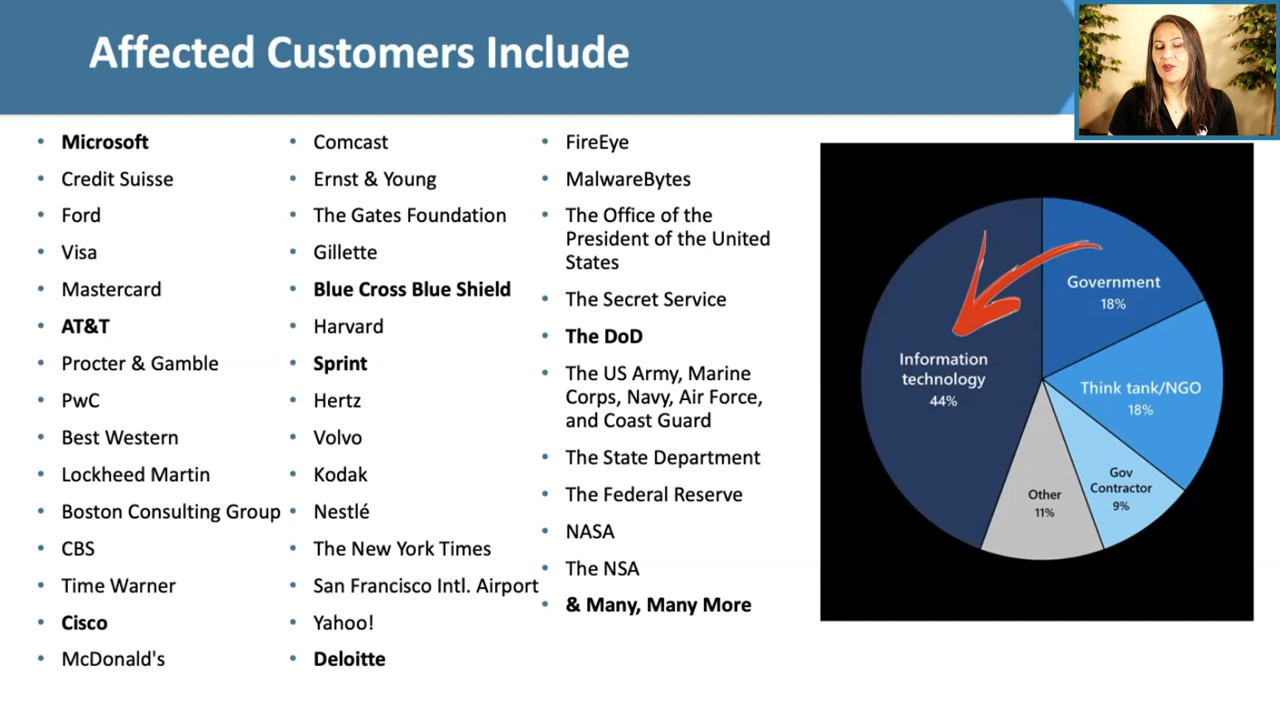 Affected Customers Include
Microsoft
Credit Suisse
Ford
Visa
Mastercard
AT&T
Procter & Gamble
PwC
Best Western
Lockheed Martin
Boston Consulting Group
CBS
Time Warner
Cisco
McDonald's
Comcast
Ernst & Young
The Gates Foundation
Gillette
Blue Cross Blue Shield
Harvard
Sprint
Hertz
Volvo
Kodak
Nestlé
The New York Times
San Francisco Intl. Airport
Yahoo!
Deloitte
FireEye
MalwareBytes
The Office of the
President of the United
States
The Secret Service
The DoD
The US Army, Marine
Corps, Navy, Air Force,
and Coast Guard
The State Department
The Federal Reserve
NASA
The NSA
& Many, Many More
Government
18%
Information
technology
44%
Think tank/NGO
18%
Gov
Contractor
9%
Other
11%